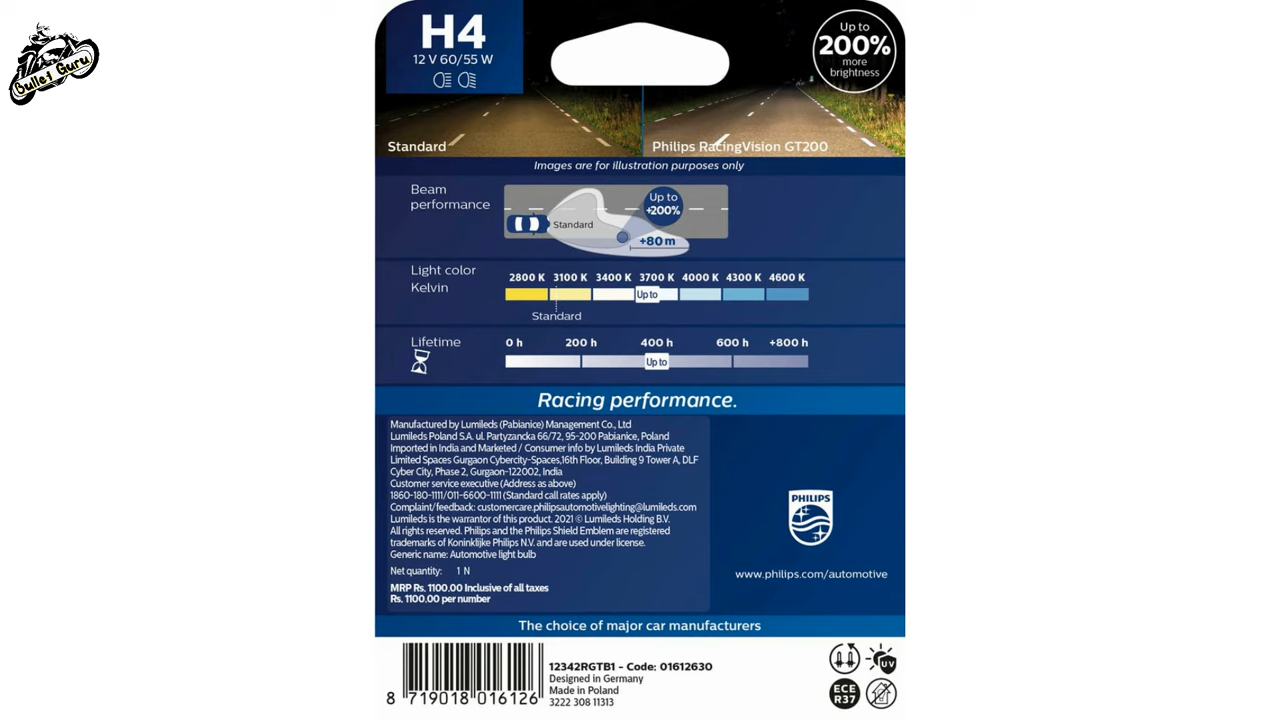 Bullet Guru
H4
12 V 60/55 W
Up to
200%
more
brightness
Standard
Philips RacingVision GT200
Images are for illustration purposes only
Beam
performance
Standard
Up to
+200%
+80 m
Light color
Kelvin
2800 K 3100 K 3400 K 3700 K 4000 K 4300 K 4600 K
Up to
Standard
Lifetime
0 h 200 h 400 h 600 h +800 h
Up to
Racing performance.
Manufactured by Lumileds (Pabianice) Management Co., Ltd
Lumileds Poland S.A. ul. Partyzancka 66/72, 95-200 Pabianice, Poland
Imported in India and Marketed / Consumer info by Lumileds India Private
Limited Spaces Gurgaon Cybercity-Spaces,16th Floor, Building 9 Tower A, DLF
Cyber City, Phase 2, Gurgaon-122002, India
Customer service executive (Address as above)
1860-180-1111/011-6600-1111 (Standard call rates apply)
Complaint/feedback: customercare.philipsautomotivelighting@lumileds.com
Lumileds is the warrantor of this product. 2021 © Lumileds Holding B.V.
All rights reserved. Philips and the Philips Shield Emblem are registered
trademarks of Koninklijke Philips N.V. and are used under license.
Generic name: Automotive light bulb
Net quantity: 1 N
MRP Rs. 1100.00 Inclusive of all taxes
Rs. 1100.00 per number
PHILIPS
www.philips.com/automotive
The choice of major car manufacturers
8 719018 016126
12342RGTB1 - Code: 01612630
Designed in Germany
Made in Poland
3222 308 11313
UV
ECE
R37